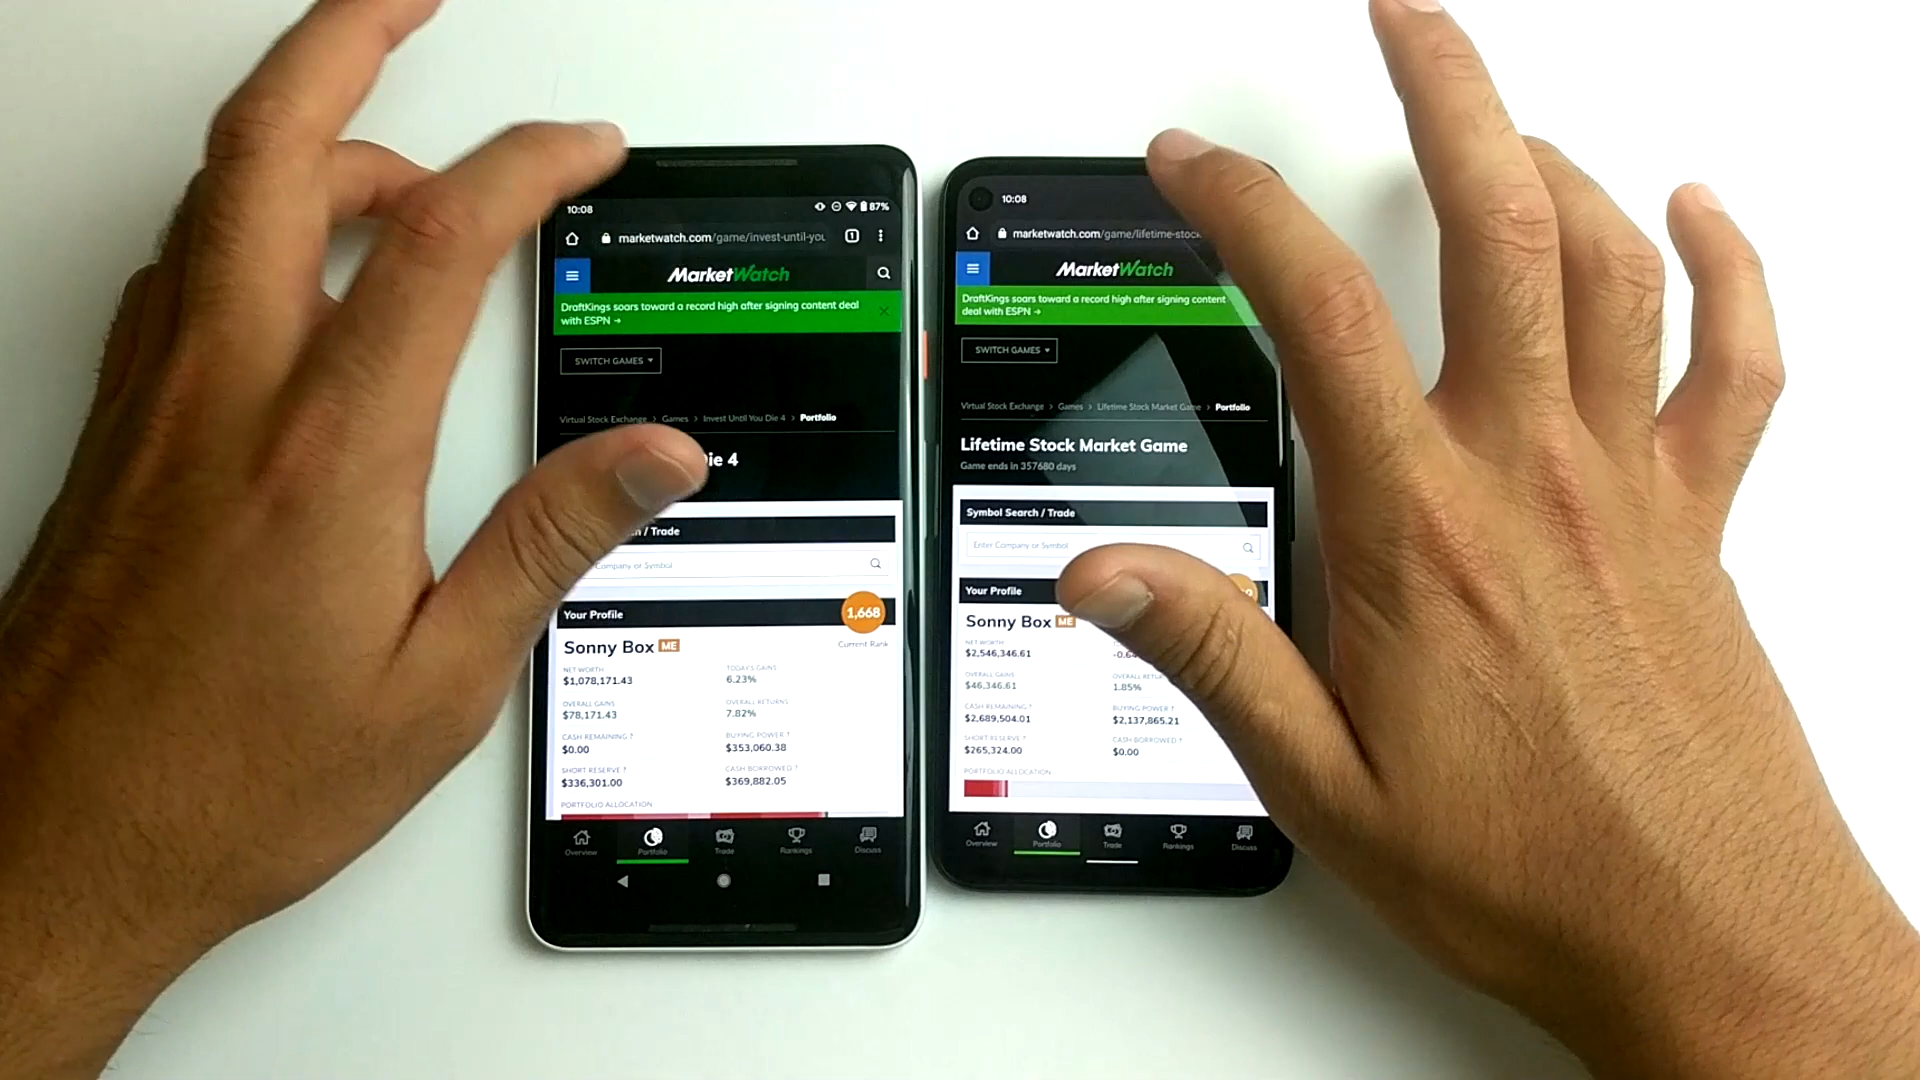 10:08
87%
marketwatch.com/game/invest-until-you
1
MarketWatch
DraftKings soars toward a record high after signing content deal
with ESPN →
SWITCH GAMES ▾
Virtual Stock Exchange > Games > Invest Until You Die 4 > Portfolio
Die 4
/ Trade
Company or Symbol
Your Profile
1,668
Sonny Box ME
Current Rank
NET WORTH
TODAY'S GAINS
$1,078,171.43
6.23%
OVERALL GAINS
OVERALL RETURNS
$78,171.43
7.82%
CASH REMAINING ?
BUYING POWER ?
$0.00
$353,060.38
SHORT RESERVE ?
CASH BORROWED ?
$336,301.00
$369,882.05
PORTFOLIO ALLOCATION
Overview
Portfolio
Trade
Rankings
Discuss
10:08
marketwatch.com/game/lifetime-stock
MarketWatch
DraftKings soars toward a record high after signing content
deal with ESPN →
SWITCH GAMES ▾
Virtual Stock Exchange > Games > Lifetime Stock Market Game > Portfolio
Lifetime Stock Market Game
Game ends in 357680 days
Symbol Search / Trade
Enter Company or Symbol
Your Profile
Sonny Box ME
NET WORTH
$2,546,346.61
-0.6
OVERALL GAINS
OVERALL RETU
$46,346.61
1.85%
CASH REMAINING ?
BUYING POWER ?
$2,689,504.01
$2,137,865.21
SHORT RESERVE ?
CASH BORROWED ?
$265,324.00
$0.00
PORTFOLIO ALLOCATION
Overview
Portfolio
Trade
Rankings
Discuss